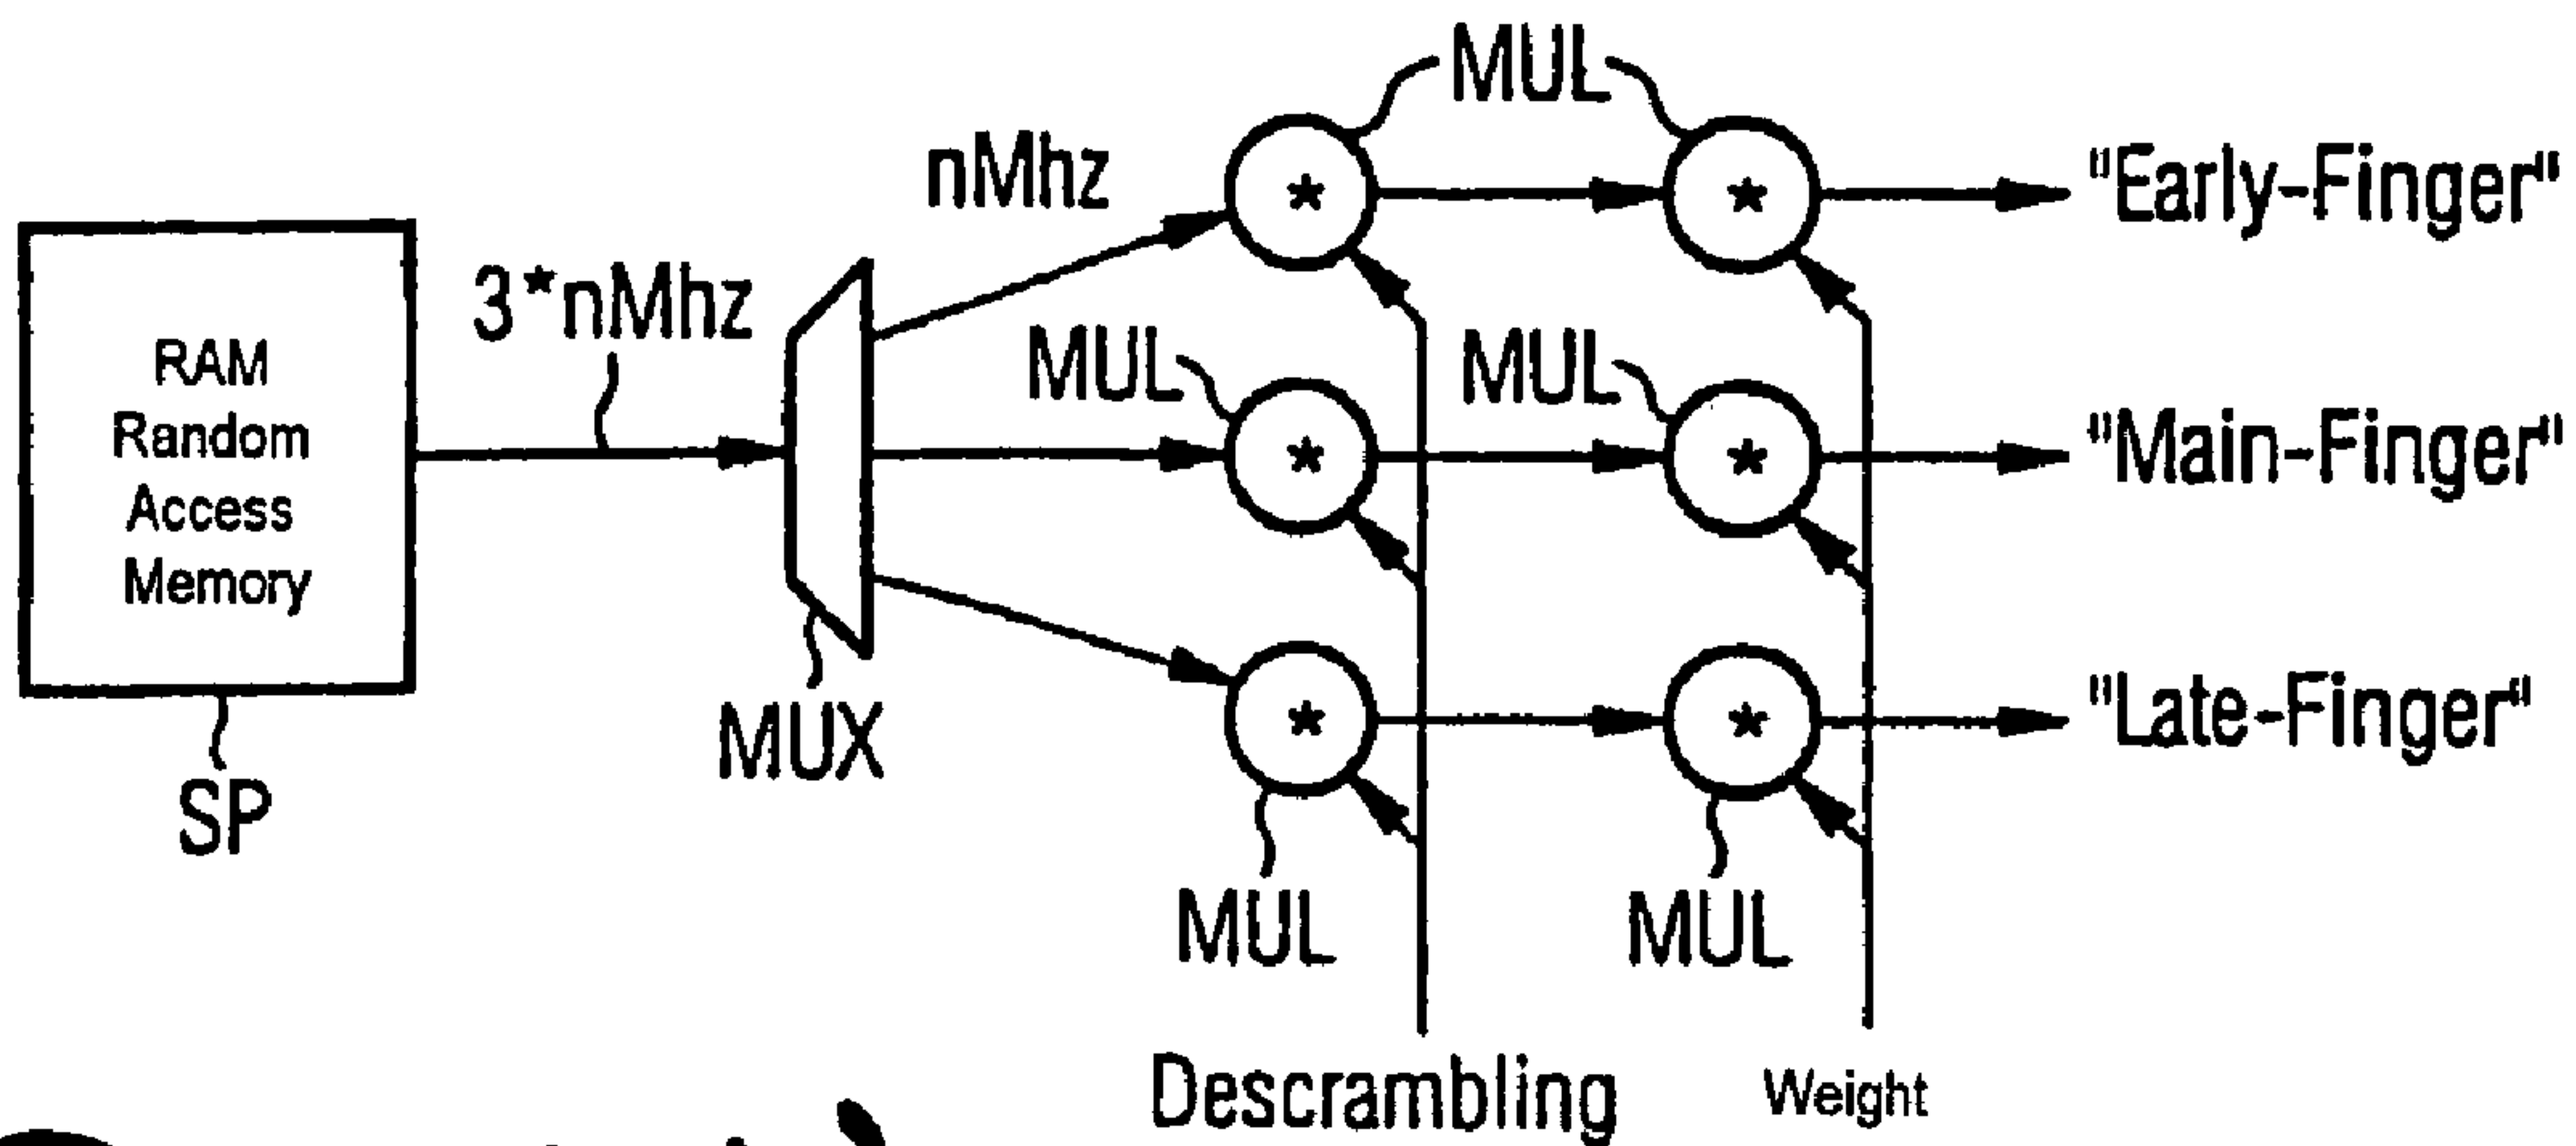 MUL
nMhz
* *
"Early-Finger"
3*nMhz
RAM
Random
Access
Memory
MUL
MUL
* *
"Main-Finger"
* *
"Late-Finger"
MUX
SP
MUL
MUL
Descrambling
Weight